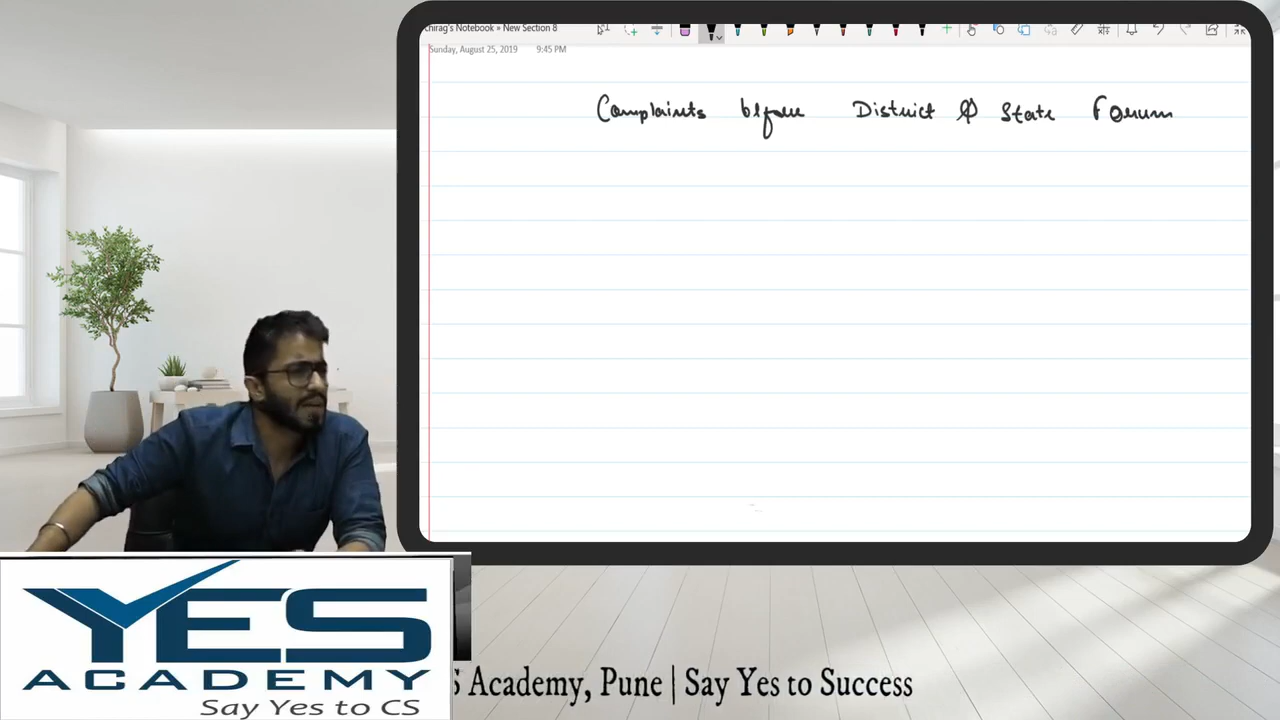 chirag's Notebook » New Section 8
Sunday, August 25, 2019 9:45 PM
Complaints before District & State Forum
YES
ACADEMY
Say Yes to CS
S Academy, Pune | Say Yes to Success